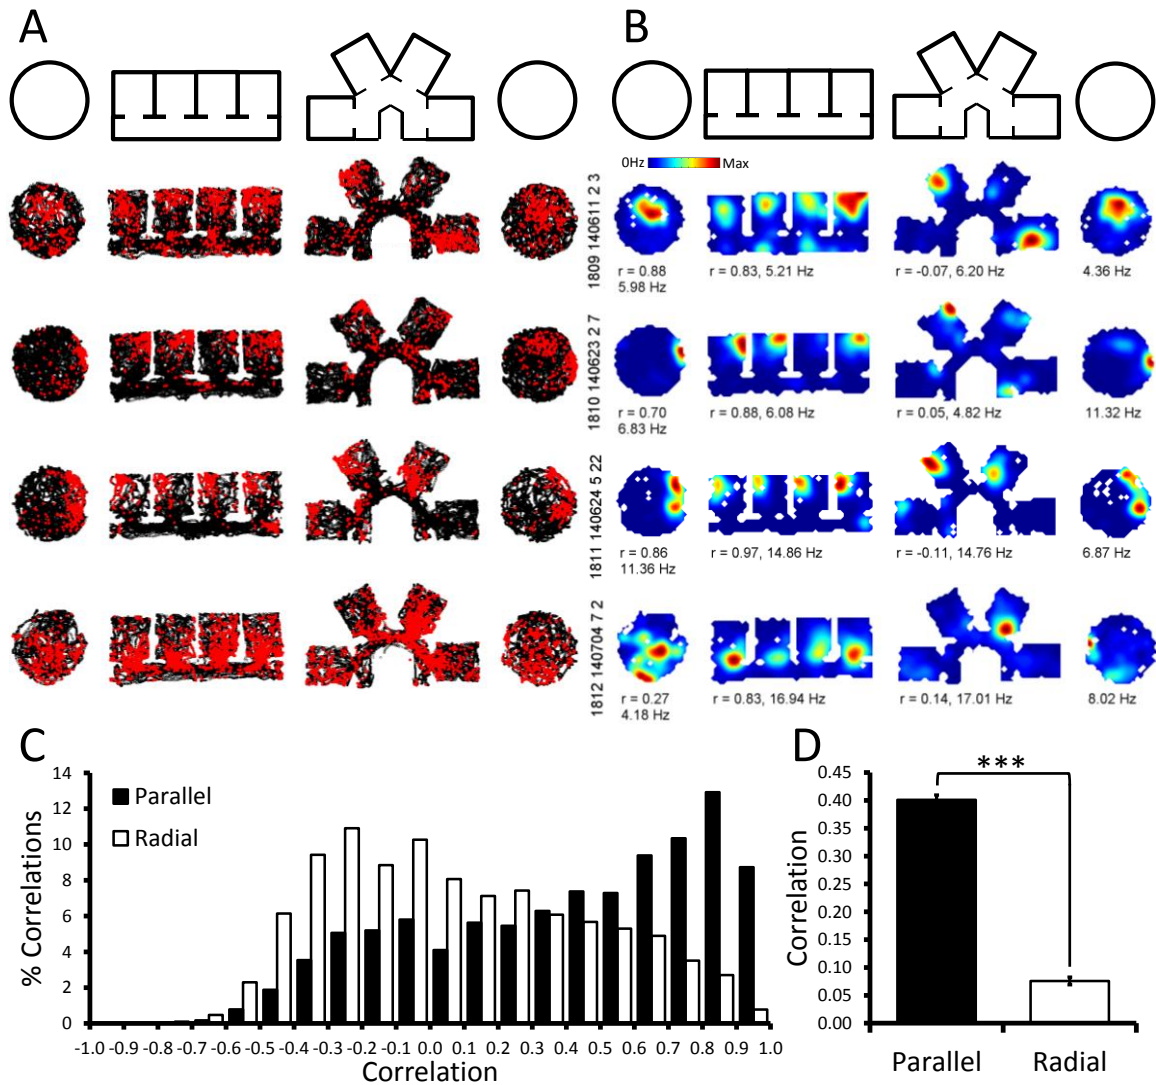 A
B
0Hz Max
1809 140611 2 3
r = 0.88
5.98 Hz
r = 0.83, 5.21 Hz
r = -0.07, 6.20 Hz
4.36 Hz
1810 140623 2 7
r = 0.70
6.83 Hz
r = 0.88, 6.08 Hz
r = 0.05, 4.82 Hz
11.32 Hz
1811 140624 5 22
r = 0.86
11.36 Hz
r = 0.97, 14.86 Hz
r = -0.11, 14.76 Hz
6.87 Hz
1812 140704 7 2
r = 0.27
4.18 Hz
r = 0.83, 16.94 Hz
r = 0.14, 17.01 Hz
8.02 Hz
C
% Correlations
14
12
10
8
6
4
2
0
Parallel
Radial
-1.0 -0.9 -0.8 -0.7 -0.6 -0.5 -0.4 -0.3 -0.2 -0.1 0.0 0.1 0.2 0.3 0.4 0.5 0.6 0.7 0.8 0.9 1.0
Correlation
D
Correlation
0.45
0.40
0.35
0.30
0.25
0.20
0.15
0.10
0.05
0.00
***
Parallel Radial